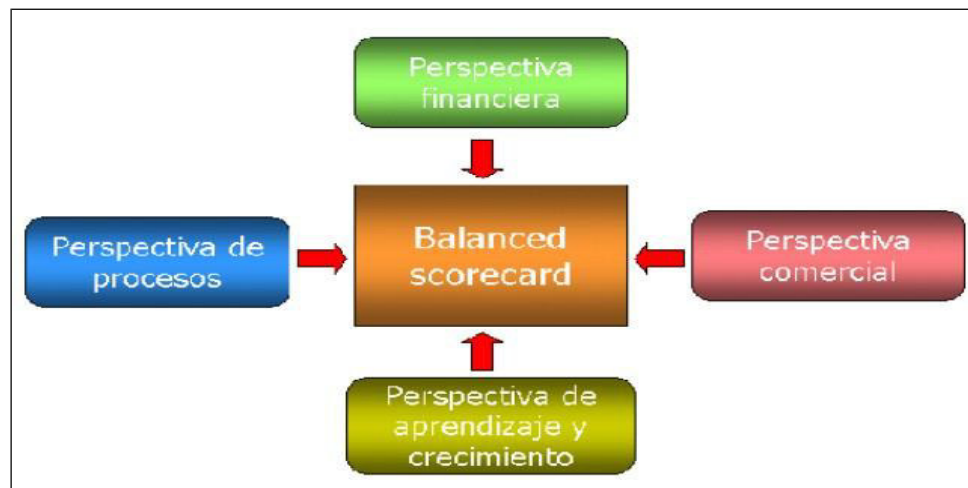 Perspectiva
financiera
Perspectiva de
procesos
Balanced
scorecard
Perspectiva
comercial
Perspectiva de
aprendizaje y
crecimiento